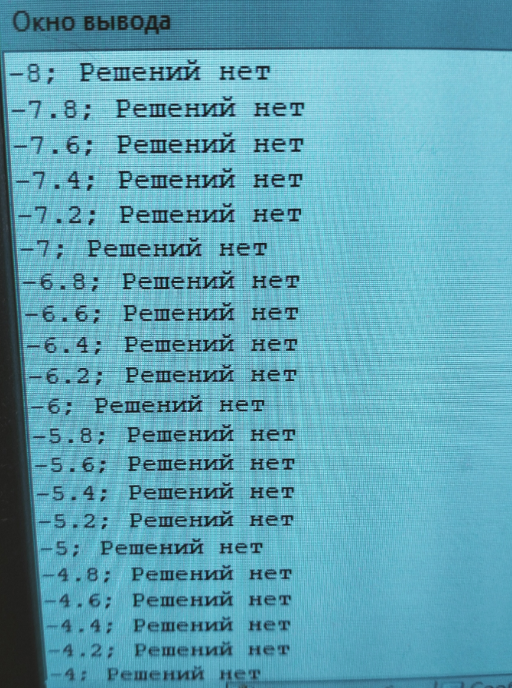 Окно вывода
-8; Решений нет
-7.8; Решений нет
-7.6; Решений нет
-7.4; Решений нет
-7.2; Решений нет
-7; Решений нет
-6.8; Решений нет
-6.6; Решений нет
-6.4; Решений нет
-6.2; Решений нет
-6; Решений нет
-5.8; Решений нет
-5.6; Решений нет
-5.4; Решений нет
-5.2; Решений нет
-5; Решений нет
-4.8; Решений нет
-4.6; Решений нет
-4.4; Решений нет
-4.2; Решений нет
-4; Решений нет